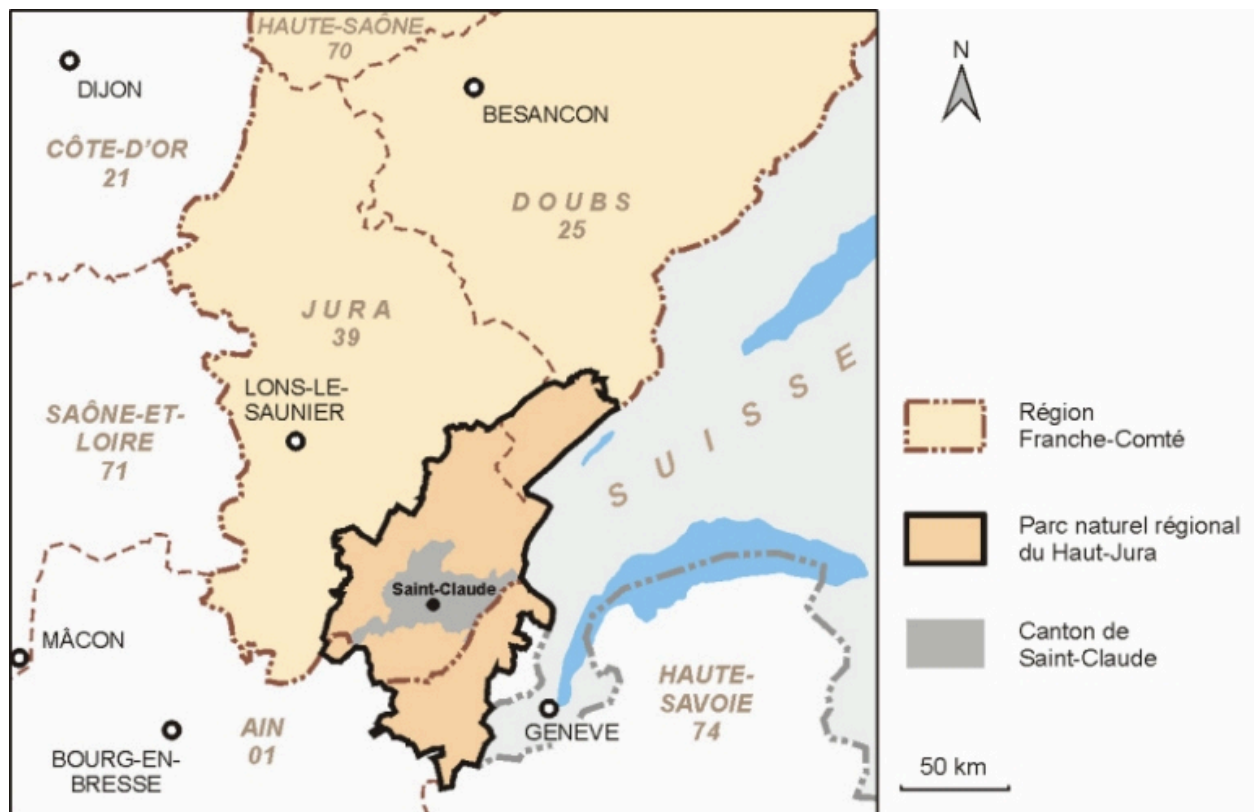 HAUTE-SAÔNE
70
DIJON
BESANCON
CÔTE-D'OR
21
DOUBS
25
JURA
39
LONS-LE-
SAUNIER
SAÔNE-ET-
LOIRE
71
SUISSE
Saint-Claude
MÂCON
AIN
01
BOURG-EN-
BRESSE
GENEVE
HAUTE-
SAVOIE
74
N
Région
Franche-Comté
Parc naturel régional
du Haut-Jura
Canton de
Saint-Claude
50 km